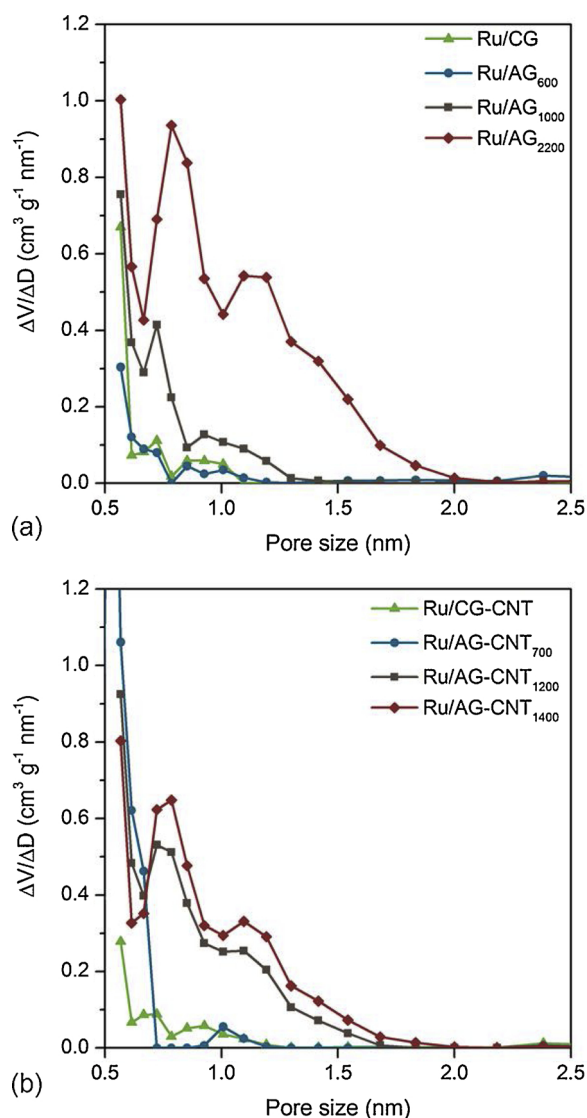 1.2
1.0
0.8
0.6
0.4
0.2
0.0
ΔV/ΔD (cm³ g⁻¹ nm⁻¹)
Ru/CG
Ru/AG₆₀₀
Ru/AG₁₀₀₀
Ru/AG₂₂₀₀
0.5 1.0 1.5 2.0 2.5
Pore size (nm)
(a)
1.2
1.0
0.8
0.6
0.4
0.2
0.0
ΔV/ΔD (cm³ g⁻¹ nm⁻¹)
Ru/CG-CNT
Ru/AG-CNT₇₀₀
Ru/AG-CNT₁₂₀₀
Ru/AG-CNT₁₄₀₀
0.5 1.0 1.5 2.0 2.5
Pore size (nm)
(b)